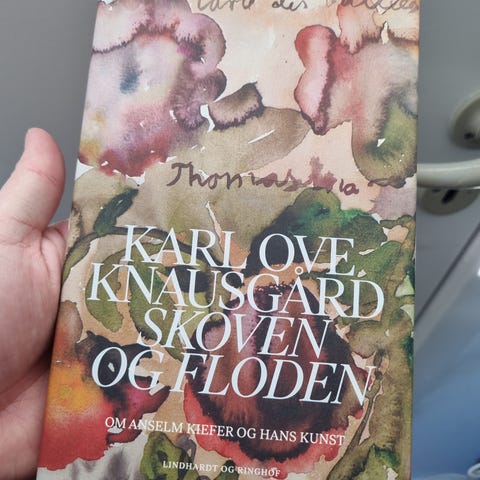 Thomas
KARL OVE
KNAUSGÅRD
SKOVEN
OG FLODEN
OM ANSELM KIEFER OG HANS KUNST
LINDHARDT OG RINGHOF